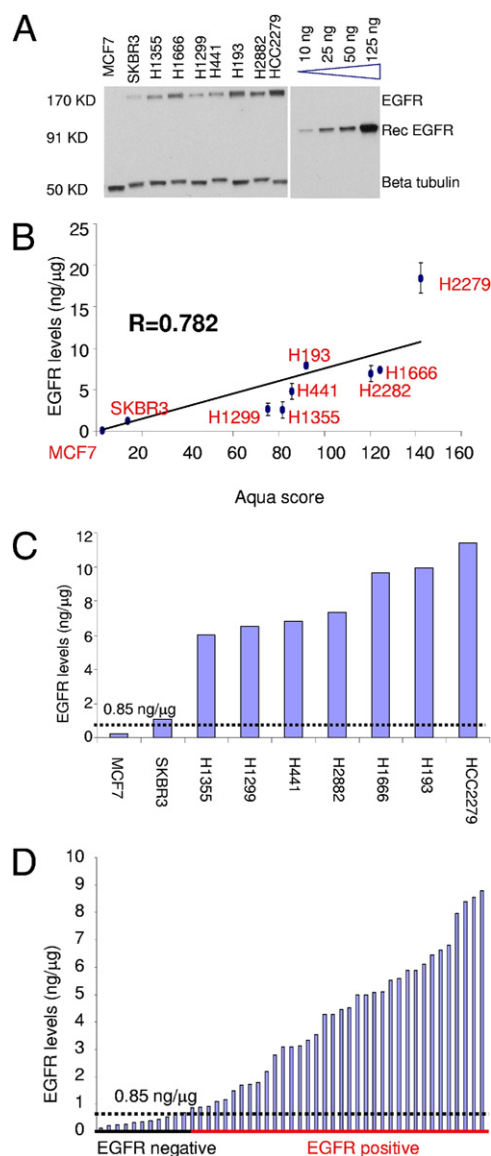 A
MCF7
SKBR3
H1355
H1666
H1299
H441
H193
H2882
HCC2279
10 ng
25 ng
50 ng
125 ng
170 KD
91 KD
50 KD
EGFR
Rec EGFR
Beta tubulin
B
EGFR levels (ng/µg)
25
20
15
10
5
0
R=0.782
H2279
H193
H1666
H441
H2282
SKBR3
H1299
H1355
MCF7
20
40
60
80
100
120
140
160
Aqua score
C
EGFR levels (ng/µg)
12
10
8
6
4
2
0
0.85 ng/µg
MCF7
SKBR3
H1355
H1299
H441
H2882
H1666
H193
HCC2279
D
EGFR levels (ng/µg)
10
9
8
7
6
5
4
3
2
1
0
0.85 ng/µg
EGFR negative
EGFR positive